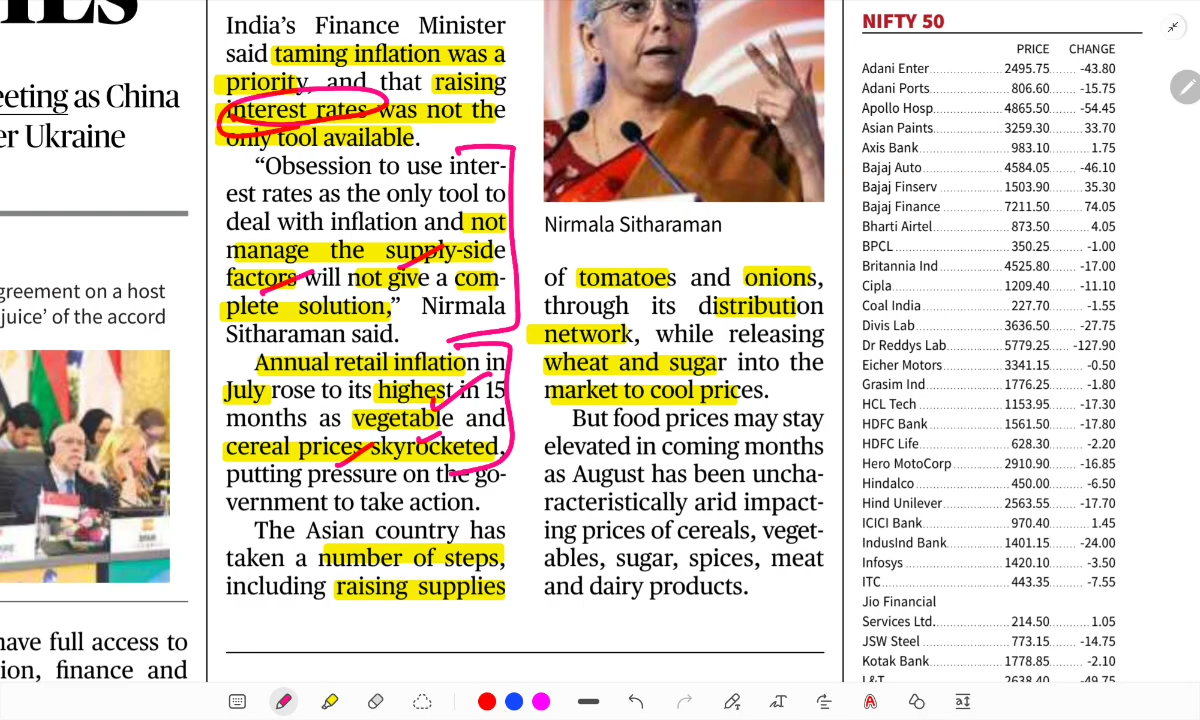 eeting as China
er Ukraine
greement on a host
juice’ of the accord
have full access to
ion, finance and
India’s Finance Minister
said taming inflation was a
priority, and that raising
interest rates was not the
only tool available.
“Obsession to use inter-
est rates as the only tool to
deal with inflation and not
manage the supply-side
factors will not give a com-
plete solution,” Nirmala
Sitharaman said.
Annual retail inflation in
July rose to its highest in 15
months as vegetable and
cereal prices skyrocketed,
putting pressure on the go-
vernment to take action.
The Asian country has
taken a number of steps,
including raising supplies
Nirmala Sitharaman
of tomatoes and onions,
through its distribution
network, while releasing
wheat and sugar into the
market to cool prices.
But food prices may stay
elevated in coming months
as August has been uncha-
racteristically arid impact-
ing prices of cereals, veget-
ables, sugar, spices, meat
and dairy products.
NIFTY 50
PRICE CHANGE
Adani Enter 2495.75 -43.80
Adani Ports 806.60 -15.75
Apollo Hosp 4865.50 -54.45
Asian Paints 3259.30 33.70
Axis Bank 983.10 1.75
Bajaj Auto 4584.05 -46.10
Bajaj Finserv 1503.90 35.30
Bajaj Finance 7211.50 74.05
Bharti Airtel 873.50 4.05
BPCL 350.25 -1.00
Britannia Ind 4525.80 -17.00
Cipla 1209.40 -11.10
Coal India 227.70 -1.55
Divis Lab 3636.50 -27.75
Dr Reddys Lab 5779.25 -127.90
Eicher Motors 3341.15 -0.50
Grasim Ind 1776.25 -1.80
HCL Tech 1153.95 -17.30
HDFC Bank 1561.50 -17.80
HDFC Life 628.30 -2.20
Hero MotoCorp 2910.90 -16.85
Hindalco 450.00 -6.50
Hind Unilever 2563.55 -17.70
ICICI Bank 970.40 1.45
IndusInd Bank 1401.15 -24.00
Infosys 1420.10 -3.50
ITC 443.35 -7.55
Jio Financial
Services Ltd. 214.50 1.05
JSW Steel 773.15 -14.75
Kotak Bank 1778.85 -2.10
L&T 2638.40 -49.75